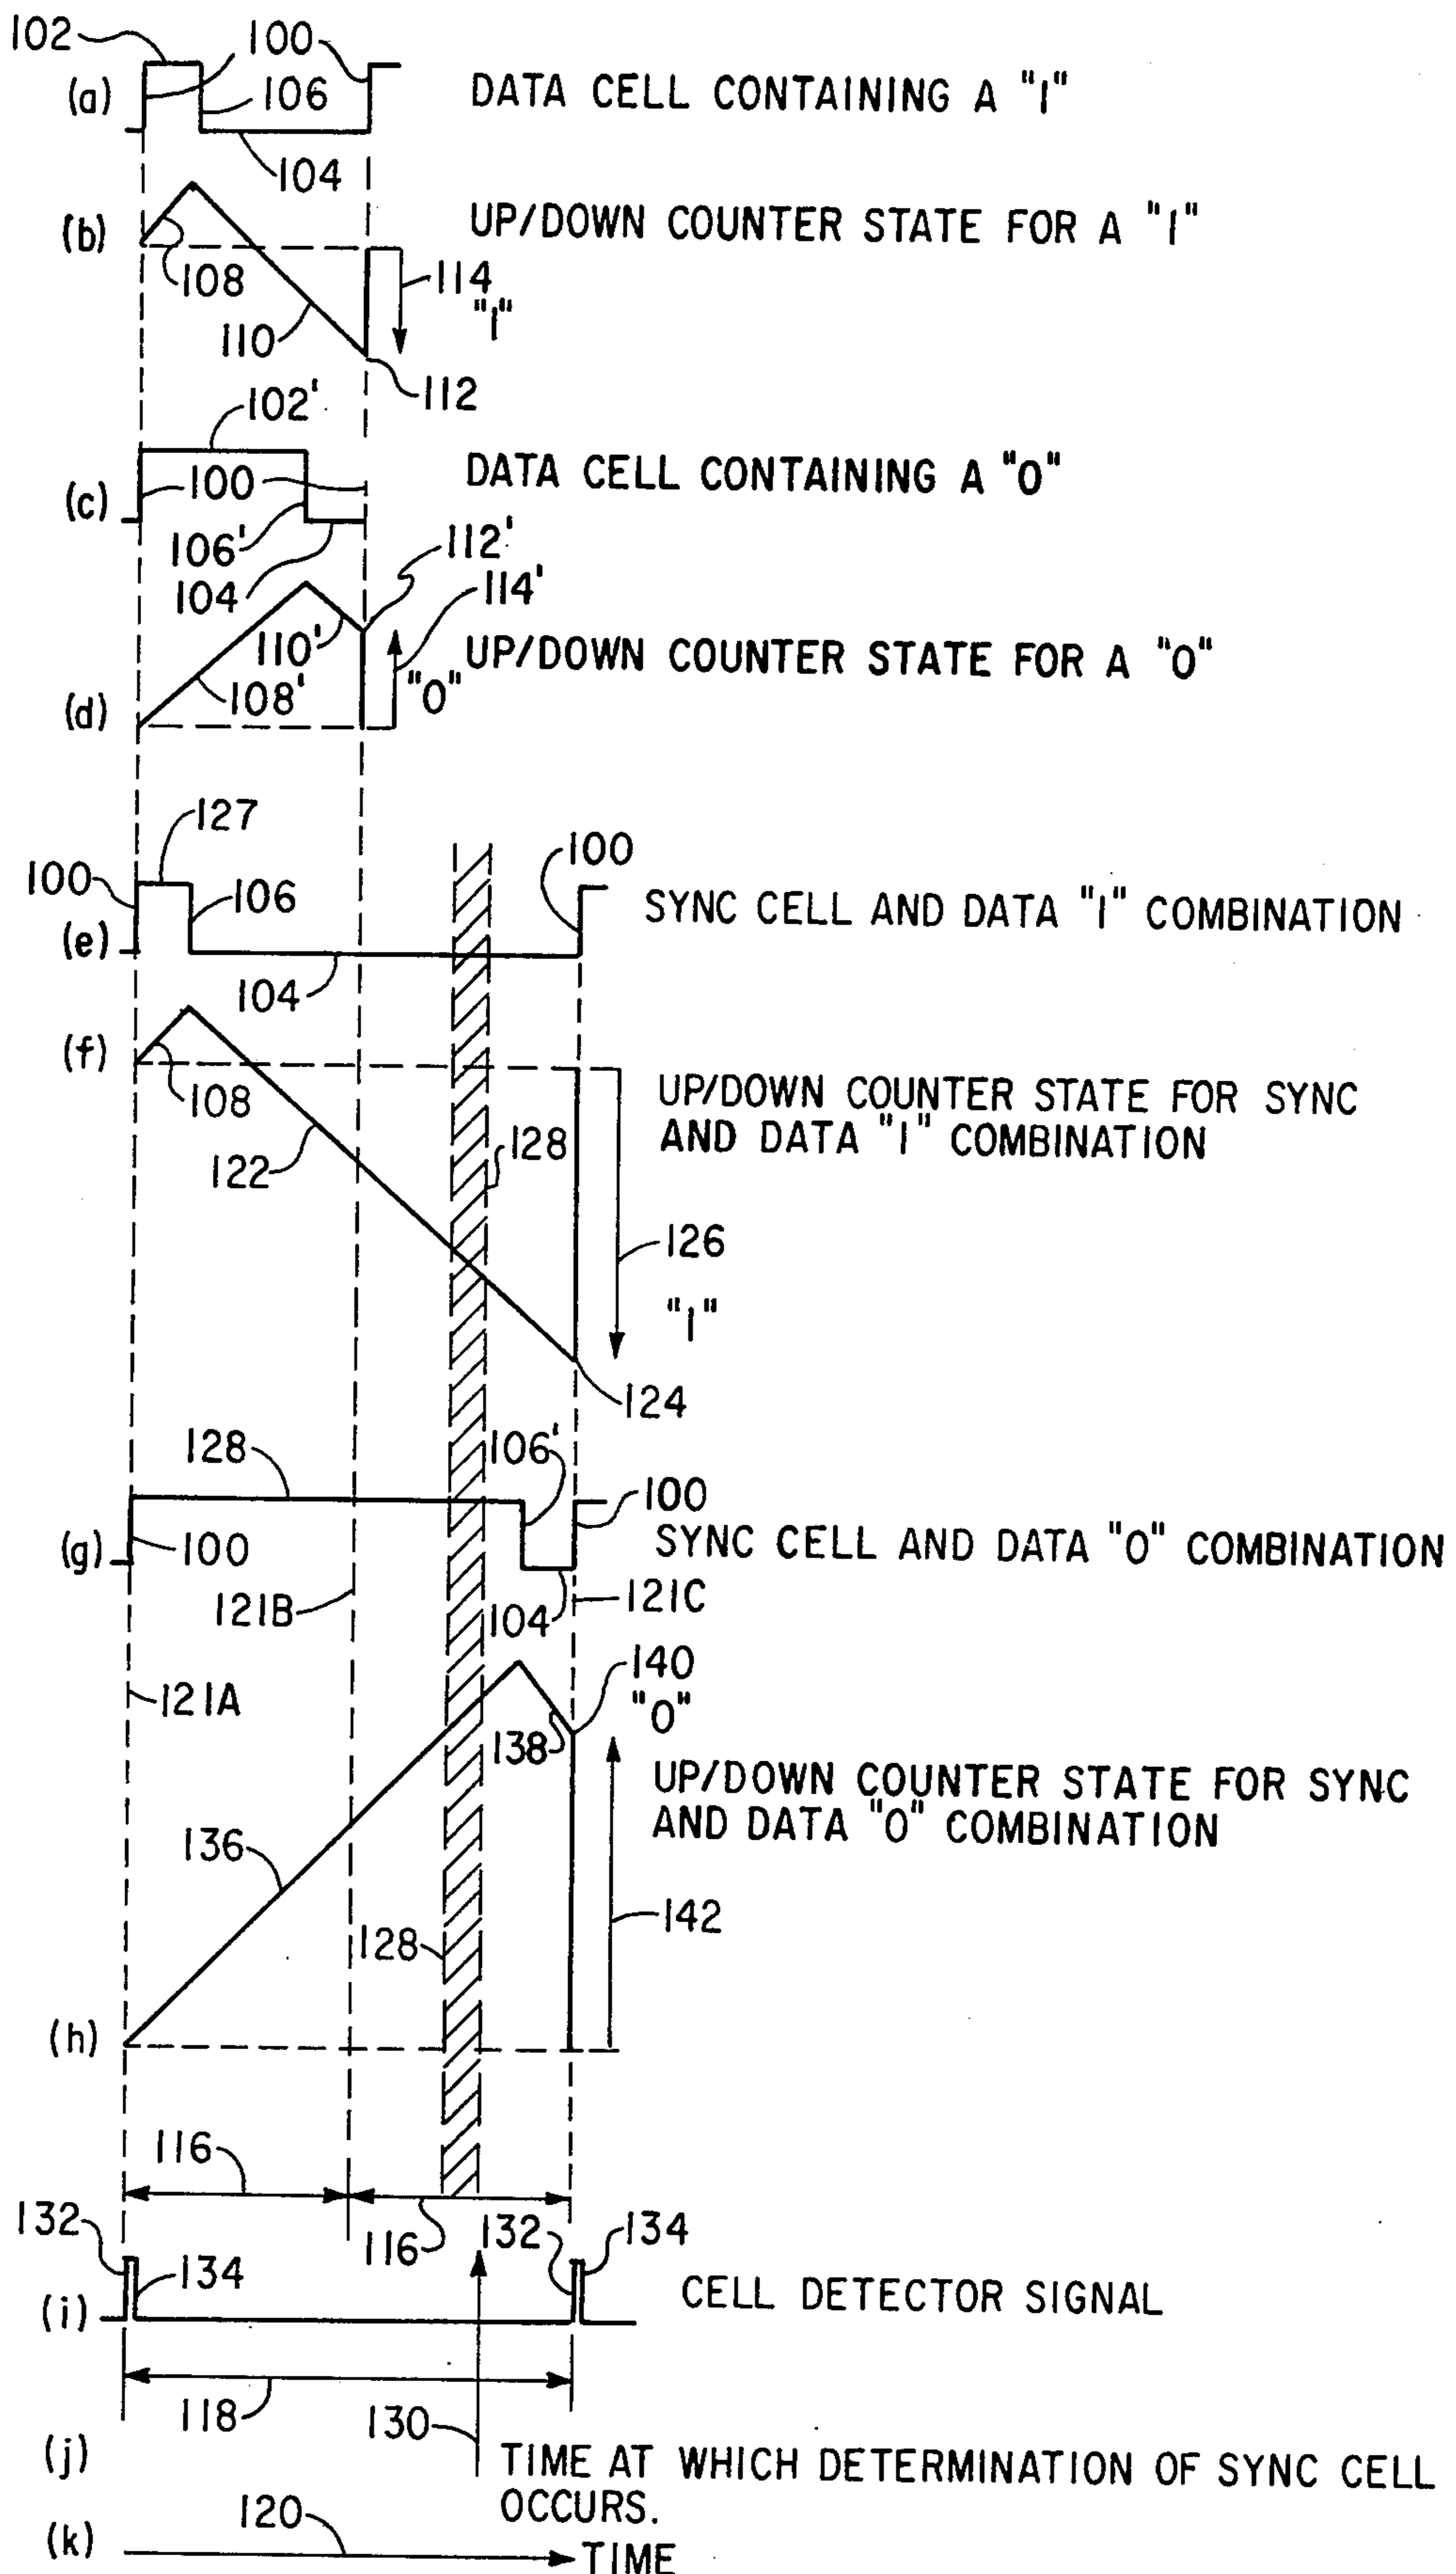 102
100
(a)
106
DATA CELL CONTAINING A "1"
104
(b)
UP/DOWN COUNTER STATE FOR A "1"
108
114
"1"
110
112
102'
(c)
100
DATA CELL CONTAINING A "0"
106'
112'
104
114'
110'
UP/DOWN COUNTER STATE FOR A "0"
108'
"0"
(d)
127
100
100
106
SYNC CELL AND DATA "1" COMBINATION
(e)
104
(f)
108
UP/DOWN COUNTER STATE FOR SYNC
AND DATA "1" COMBINATION
122
128
126
"1"
124
128
106'
100
(g)
100
SYNC CELL AND DATA "0" COMBINATION
121B
104
121C
140
121A
"0"
138
UP/DOWN COUNTER STATE FOR SYNC
AND DATA "0" COMBINATION
136
142
128
(h)
116
132
116
132
134
134
(i)
CELL DETECTOR SIGNAL
118
130
(j)
TIME AT WHICH DETERMINATION OF SYNC CELL
OCCURS.
120
(k)
TIME